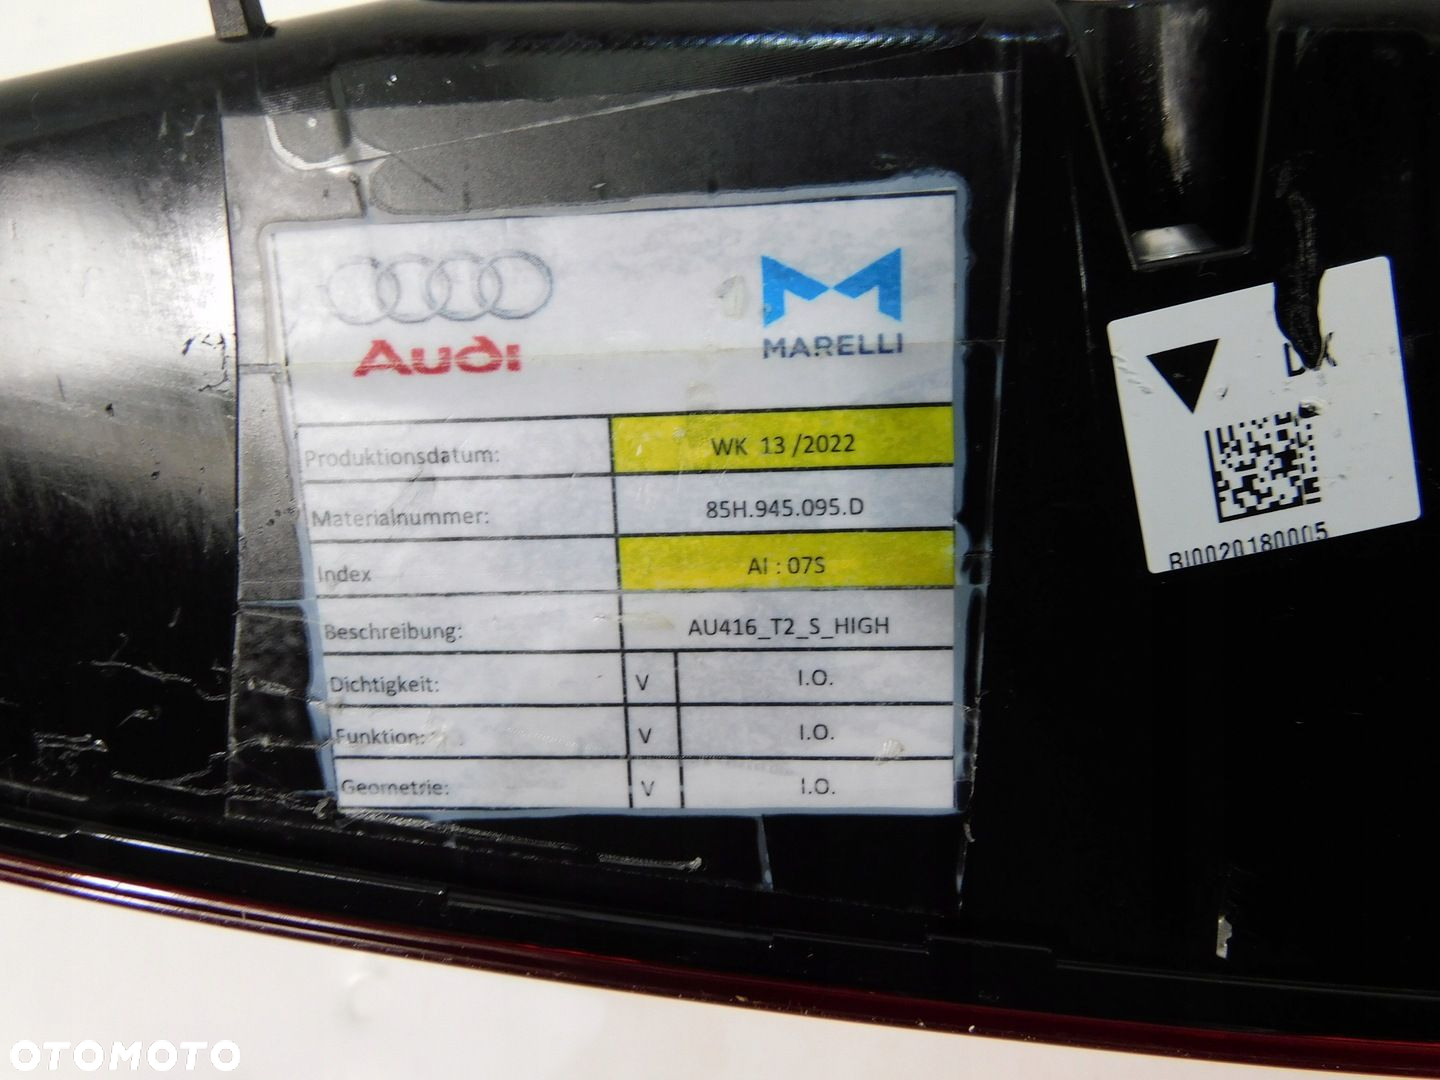 Audi
MARELLI
Produktionsdatum: WK 13 /2022
Materialnummer: 85H.945.095.D
Index AI : 07S
Beschreibung: AU416_T2_S_HIGH
Dichtigkeit: V I.O.
Funktion: V I.O.
Geometrie: V I.O.
BI0020180005
OTOMOTO